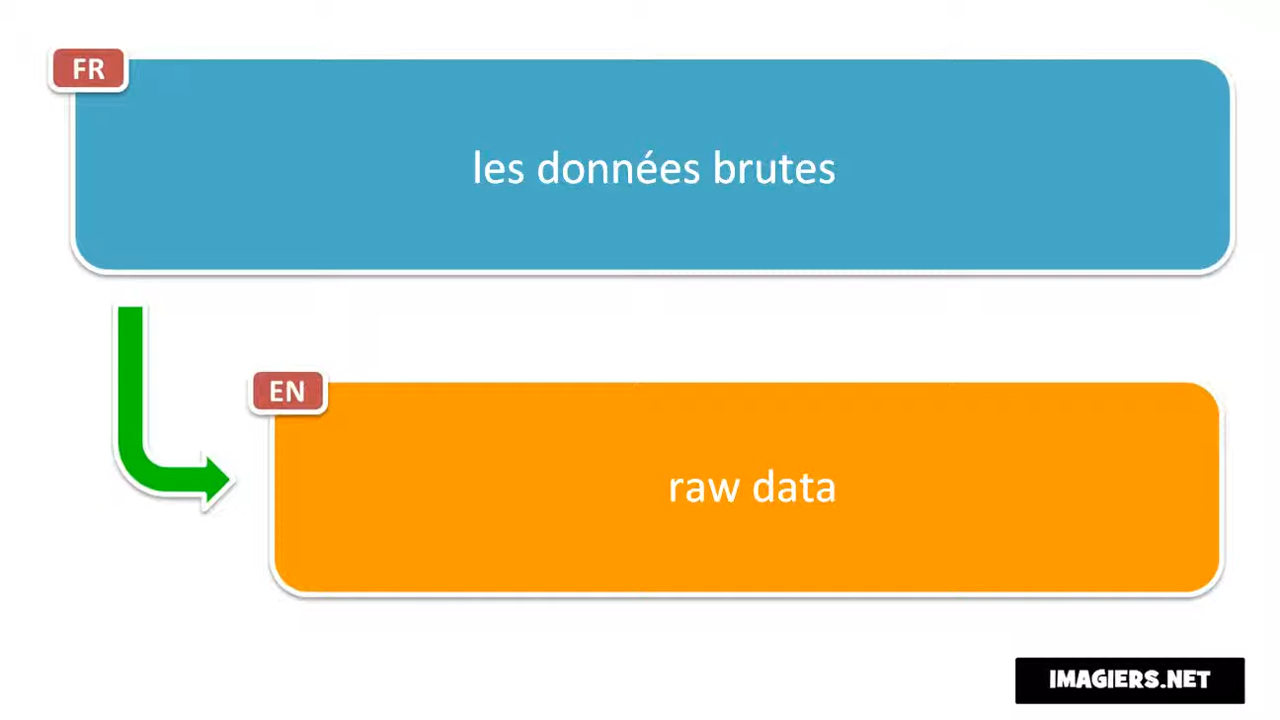 FR
les données brutes
EN
raw data
IMAGIERS.NET